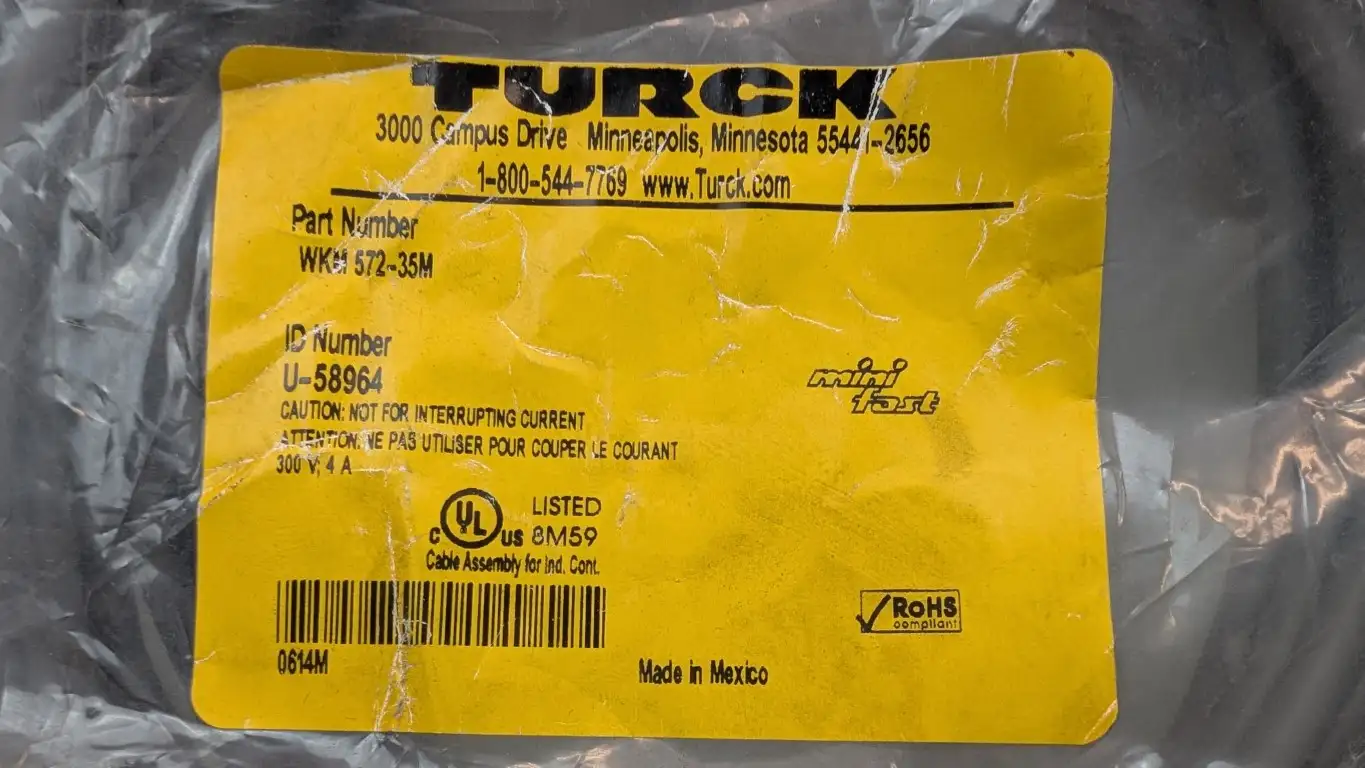 TURCK
3000 Campus Drive Minneapolis, Minnesota 55441-2656
1-800-544-7769 www.Turck.com
Part Number
WKM 572-35M
ID Number
U-58964
CAUTION: NOT FOR INTERRUPTING CURRENT
ATTENTION: NE PAS UTILISER POUR COUPER LE COURANT
300 V, 4 A
mini
fast
c UL us LISTED
8M59
Cable Assembly for Ind. Cont.
RoHS
compliant
0614M
Made in Mexico